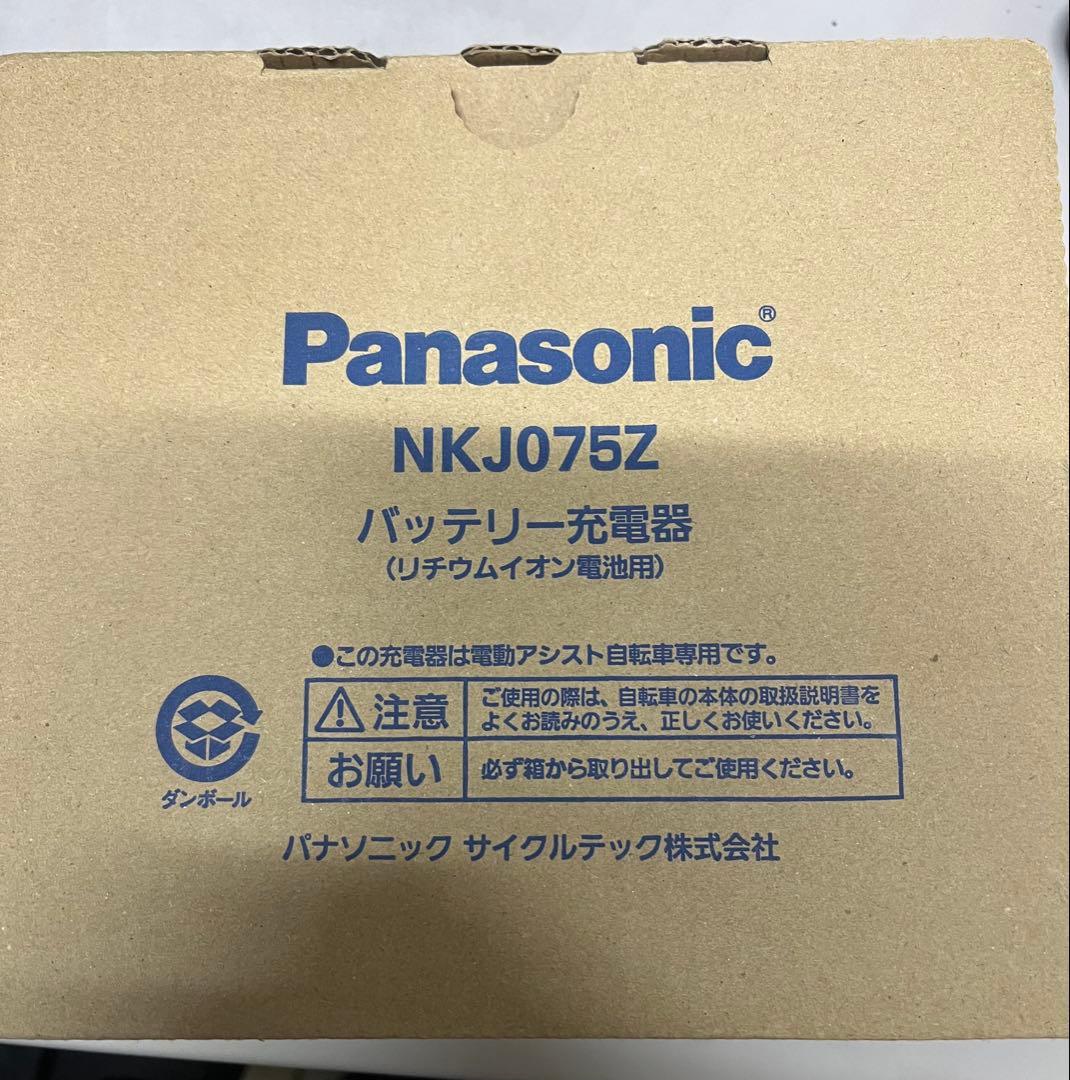 Panasonic®
NKJ075Z
バッテリー充電器
(リチウムイオン電池用)
●この充電器は電動アシスト自転車専用です。
注意
ご使用の際は、自転車の本体の取扱説明書を
よくお読みのうえ、正しくお使いください。
お願い
必ず箱から取り出してご使用ください。
ダンボール
パナソニック サイクルテック株式会社